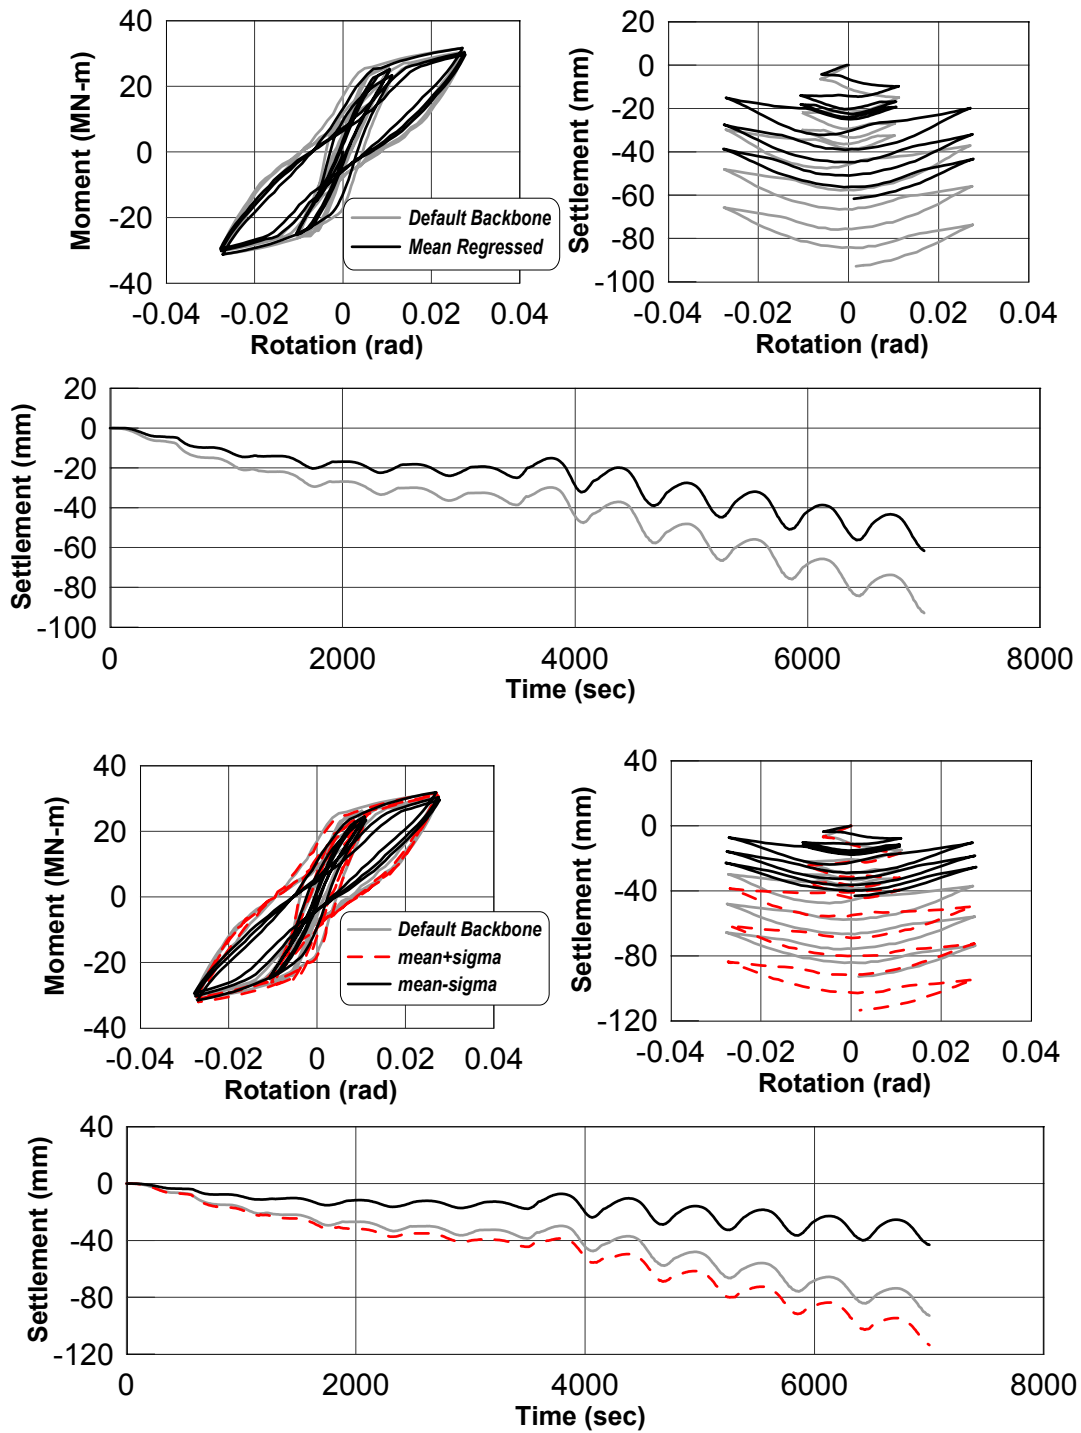 Moment (MN-m)
40
20
0
-20
-40
-0.04 -0.02 0 0.02 0.04
Rotation (rad)
Default Backbone
Mean Regressed
Settlement (mm)
20
0
-20
-40
-60
-80
-100
-0.04 -0.02 0 0.02 0.04
Rotation (rad)
Settlement (mm)
20
0
-20
-40
-60
-80
-100
0 2000 4000 6000 8000
Time (sec)
Moment (MN-m)
40
20
0
-20
-40
-0.04 -0.02 0 0.02 0.04
Rotation (rad)
Default Backbone
mean+sigma
mean-sigma
Settlement (mm)
40
0
-40
-80
-120
-0.04 -0.02 0 0.02 0.04
Rotation (rad)
Settlement (mm)
40
0
-40
-80
-120
0 2000 4000 6000 8000
Time (sec)